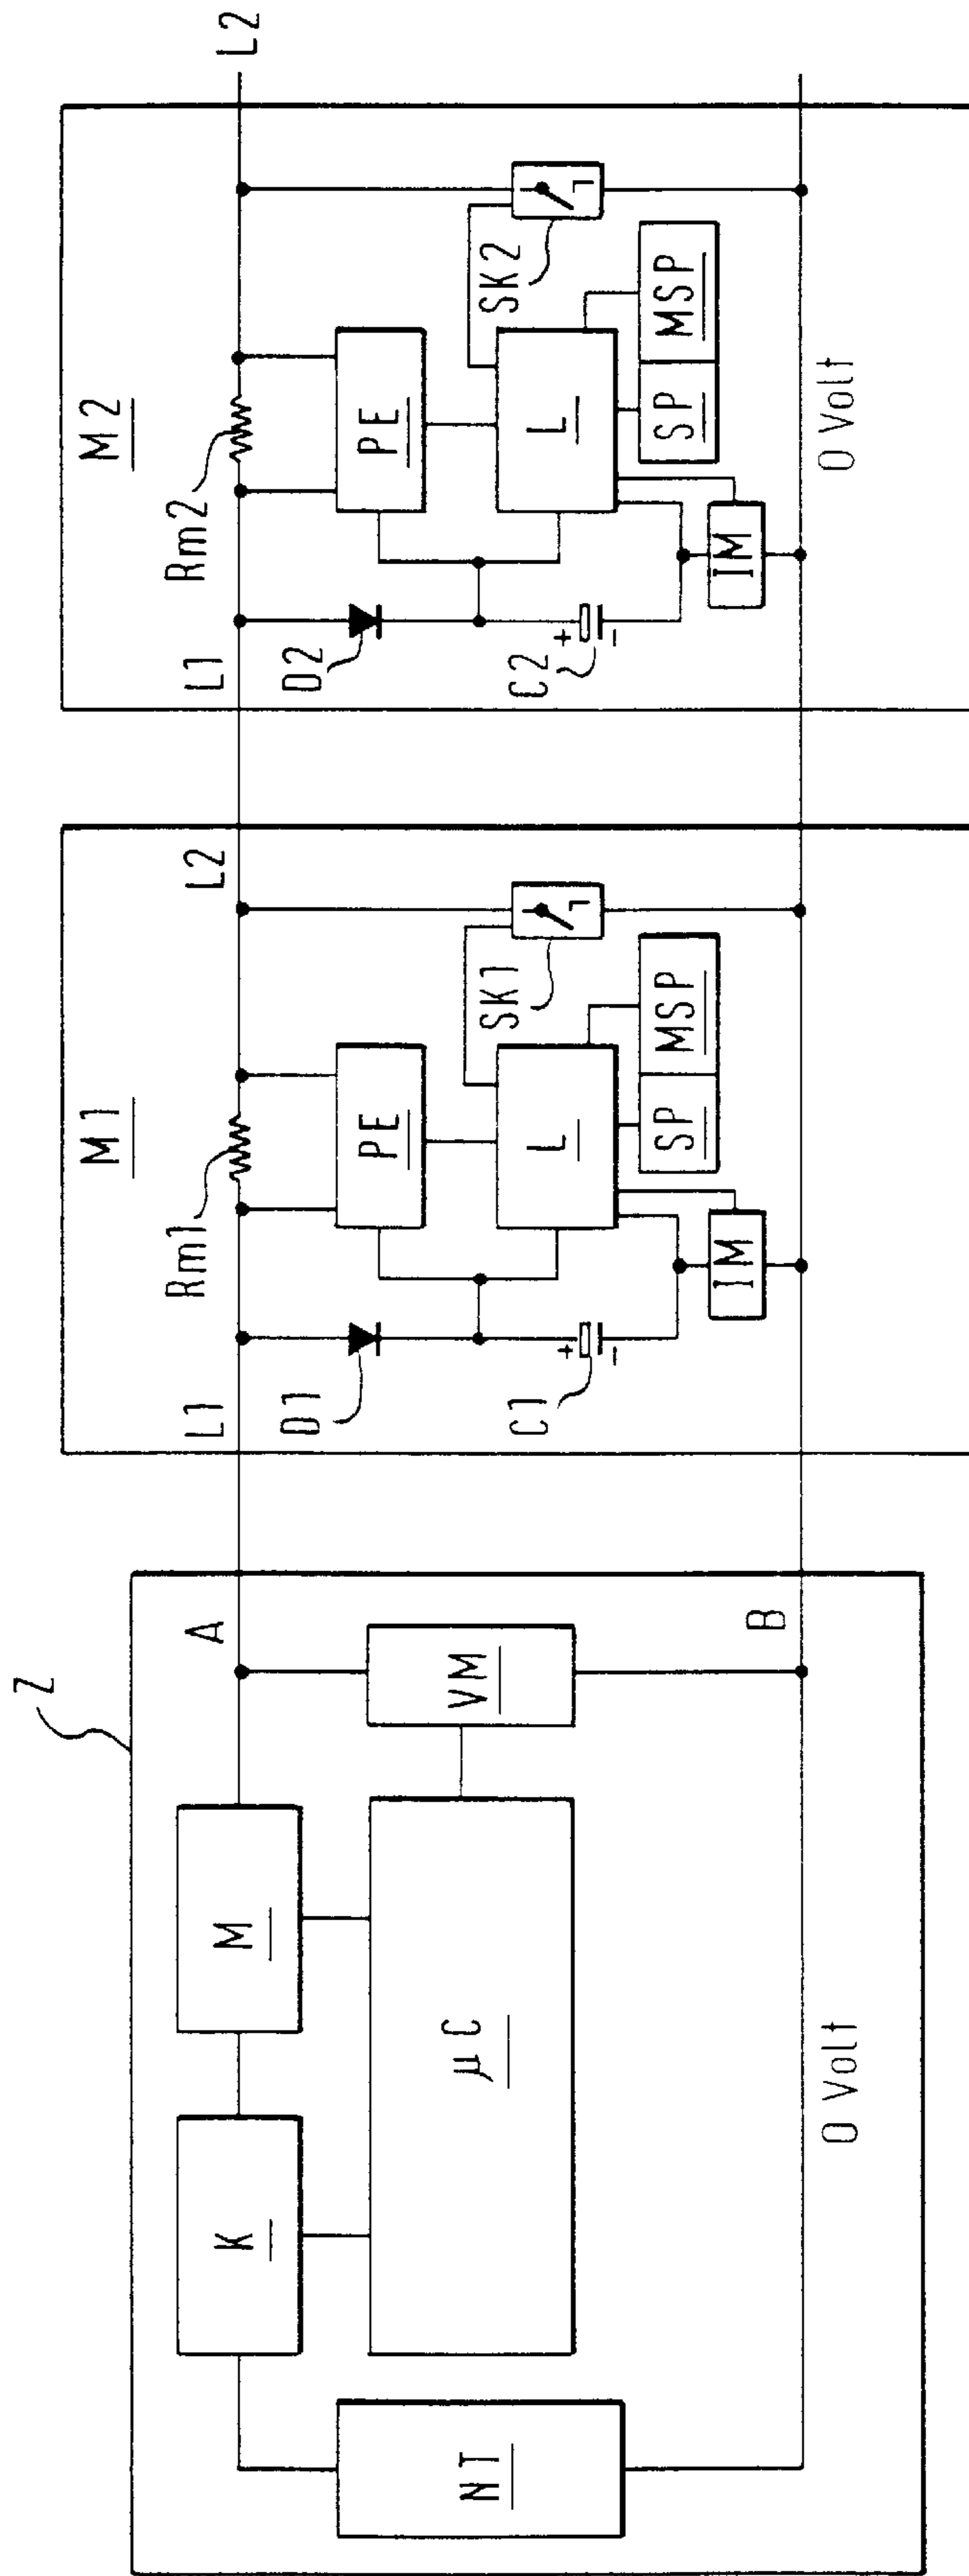 Z
NT
K
M
µC
VM
A
B
0 Volt
M1
L1
Rm1
L2
D1
PE
C1
+
-
L
SK1
SP
MSP
IM
M2
L1
Rm2
L2
D2
PE
C2
+
-
L
SK2
SP
MSP
IM
0 Volt